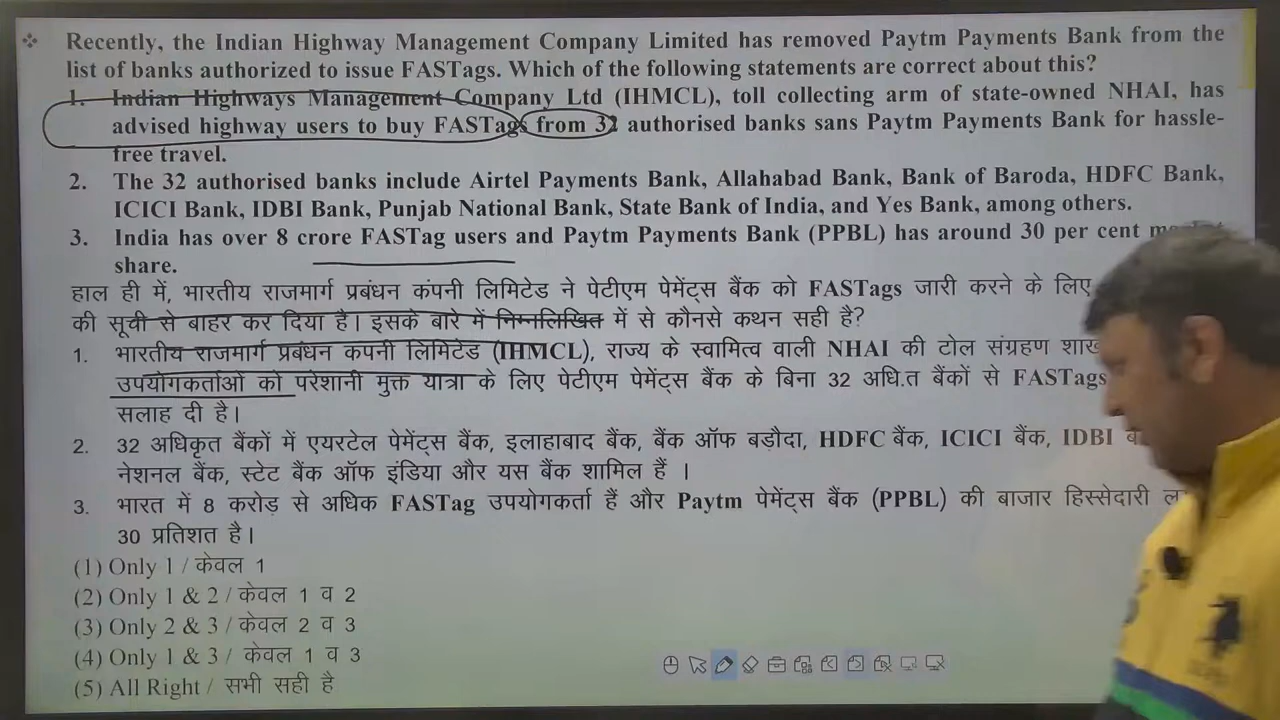 ❖ Recently, the Indian Highway Management Company Limited has removed Paytm Payments Bank from the
list of banks authorized to issue FASTags. Which of the following statements are correct about this?
1. Indian Highways Management Company Ltd (IHMCL), toll collecting arm of state-owned NHAI, has
advised highway users to buy FASTags from 32 authorised banks sans Paytm Payments Bank for hassle-
free travel.
2. The 32 authorised banks include Airtel Payments Bank, Allahabad Bank, Bank of Baroda, HDFC Bank,
ICICI Bank, IDBI Bank, Punjab National Bank, State Bank of India, and Yes Bank, among others.
3. India has over 8 crore FASTag users and Paytm Payments Bank (PPBL) has around 30 per cent
share.
हाल ही में, भारतीय राजमार्ग प्रबंधन कंपनी लिमिटेड ने पेटीएम पेमेंट्स बैंक को FASTags जारी करने के लिए
की सूची से बाहर कर दिया है। इसके बारे में निम्नलिखित में से कौनसे कथन सही है?
1. भारतीय राजमार्ग प्रबंधन कंपनी लिमिटेड (IHMCL), राज्य के स्वामित्व वाली NHAI की टोल संग्रहण
उपयोगकर्ताओं को परेशानी मुक्त यात्रा के लिए पेटीएम पेमेंट्स बैंक के बिना 32 अधि.त बैंकों से FASTags
सलाह दी है।
2. 32 अधिकृत बैंकों में एयरटेल पेमेंट्स बैंक, इलाहाबाद बैंक, बैंक ऑफ बड़ौदा, HDFC बैंक, ICICI बैंक, IDBI
नेशनल बैंक, स्टेट बैंक ऑफ इंडिया और यस बैंक शामिल हैं ।
3. भारत में 8 करोड़ से अधिक FASTag उपयोगकर्ता हैं और Paytm पेमेंट्स बैंक (PPBL) की बाजार हिस्सेदारी
30 प्रतिशत है।
(1) Only 1 / केवल 1
(2) Only 1 & 2 / केवल 1 व 2
(3) Only 2 & 3 / केवल 2 व 3
(4) Only 1 & 3 / केवल 1 व 3
(5) All Right / सभी सही है